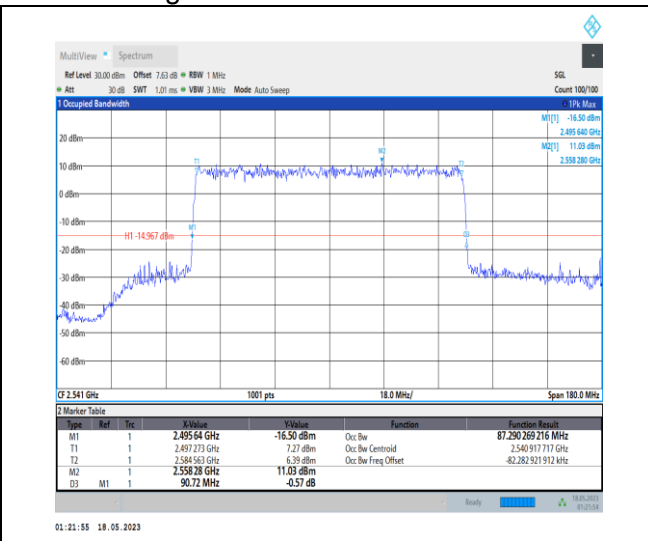 MultiView Spectrum
Ref Level 30.00 dBm Offset 7.63 dB RBW 1 MHz SGL
Att 30 dB SWT 1.01 ms VBW 3 MHz Mode Auto Sweep Count 100/100
1 Occupied Bandwidth 1Pk Max
M1[1] -16.50 dBm
2.495 640 GHz
M2[1] 11.03 dBm
2.558 280 GHz
20 dBm
M2
T1 T2
10 dBm
0 dBm
-10 dBm
M1
H1 -14.967 dBm
D3
-20 dBm
-30 dBm
-40 dBm
-50 dBm
-60 dBm
CF 2.541 GHz 1001 pts 18.0 MHz/ Span 180.0 MHz
2 Marker Table
Type Ref Trc X-Value Y-Value Function Function Result
M1 1 2.495 64 GHz -16.50 dBm Occ Bw 87.290 269 216 MHz
T1 1 2.497 273 GHz 7.27 dBm Occ Bw Centroid 2.540 917 717 GHz
T2 1 2.584 563 GHz 6.39 dBm Occ Bw Freq Offset -82.282 921 912 kHz
M2 1 2.558 28 GHz 11.03 dBm
D3 M1 1 90.72 MHz -0.57 dB
Ready 18.05.2023
01:21:54
01:21:55 18.05.2023